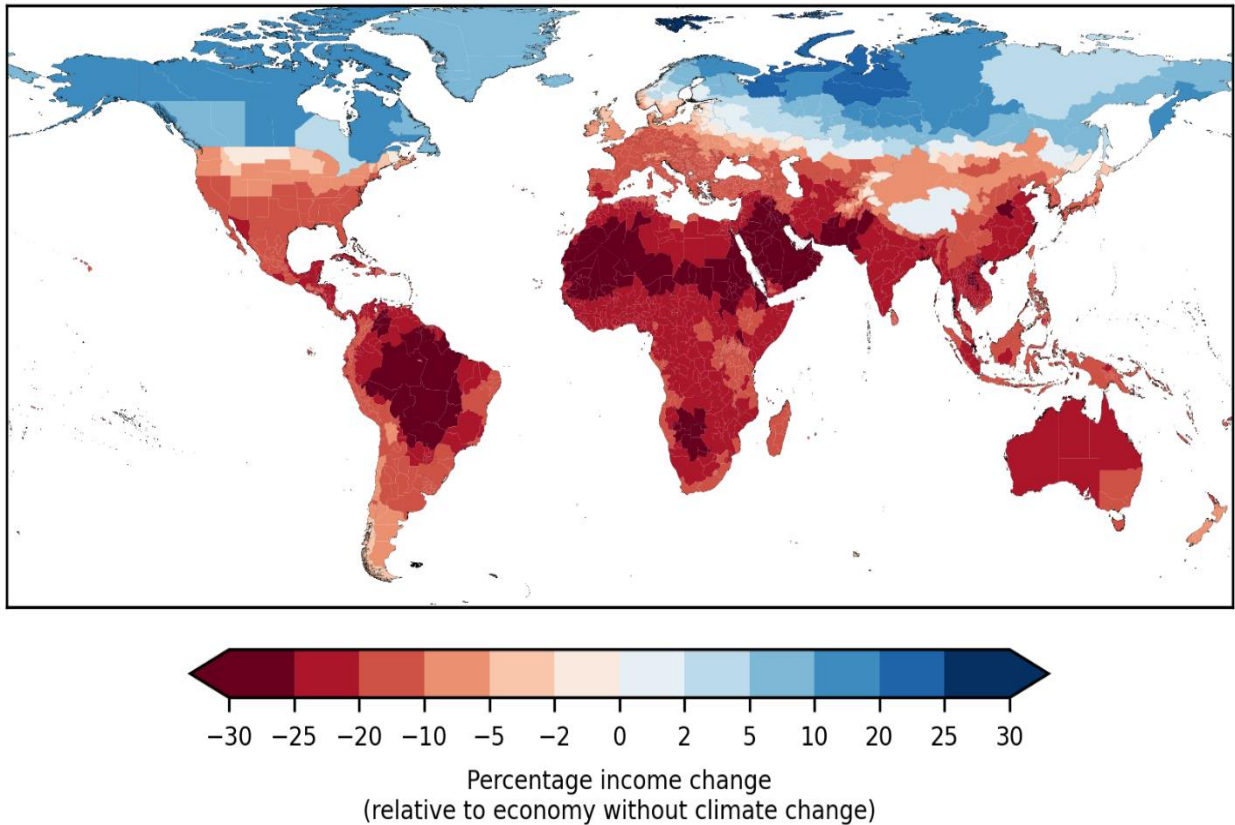 −30 −25 −20 −10 −5 −2 0 2 5 10 20 25 30
Percentage income change
(relative to economy without climate change)